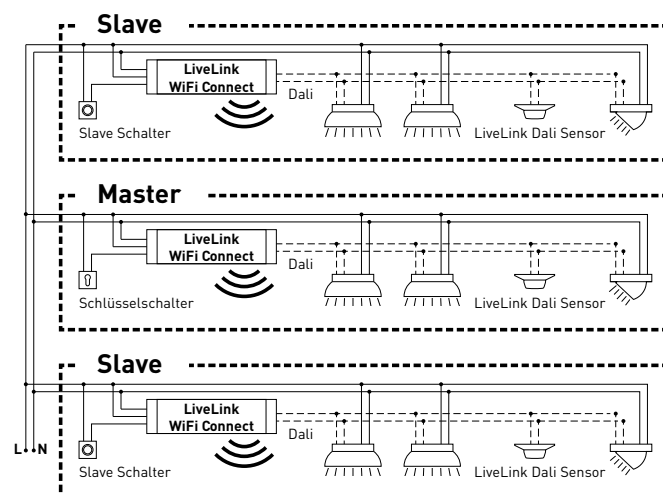 Slave
LiveLink
WiFi Connect
Dali
Slave Schalter
LiveLink Dali Sensor
Master
LiveLink
WiFi Connect
Dali
Schlüsselschalter
LiveLink Dali Sensor
Slave
LiveLink
WiFi Connect
Dali
L N
Slave Schalter
LiveLink Dali Sensor